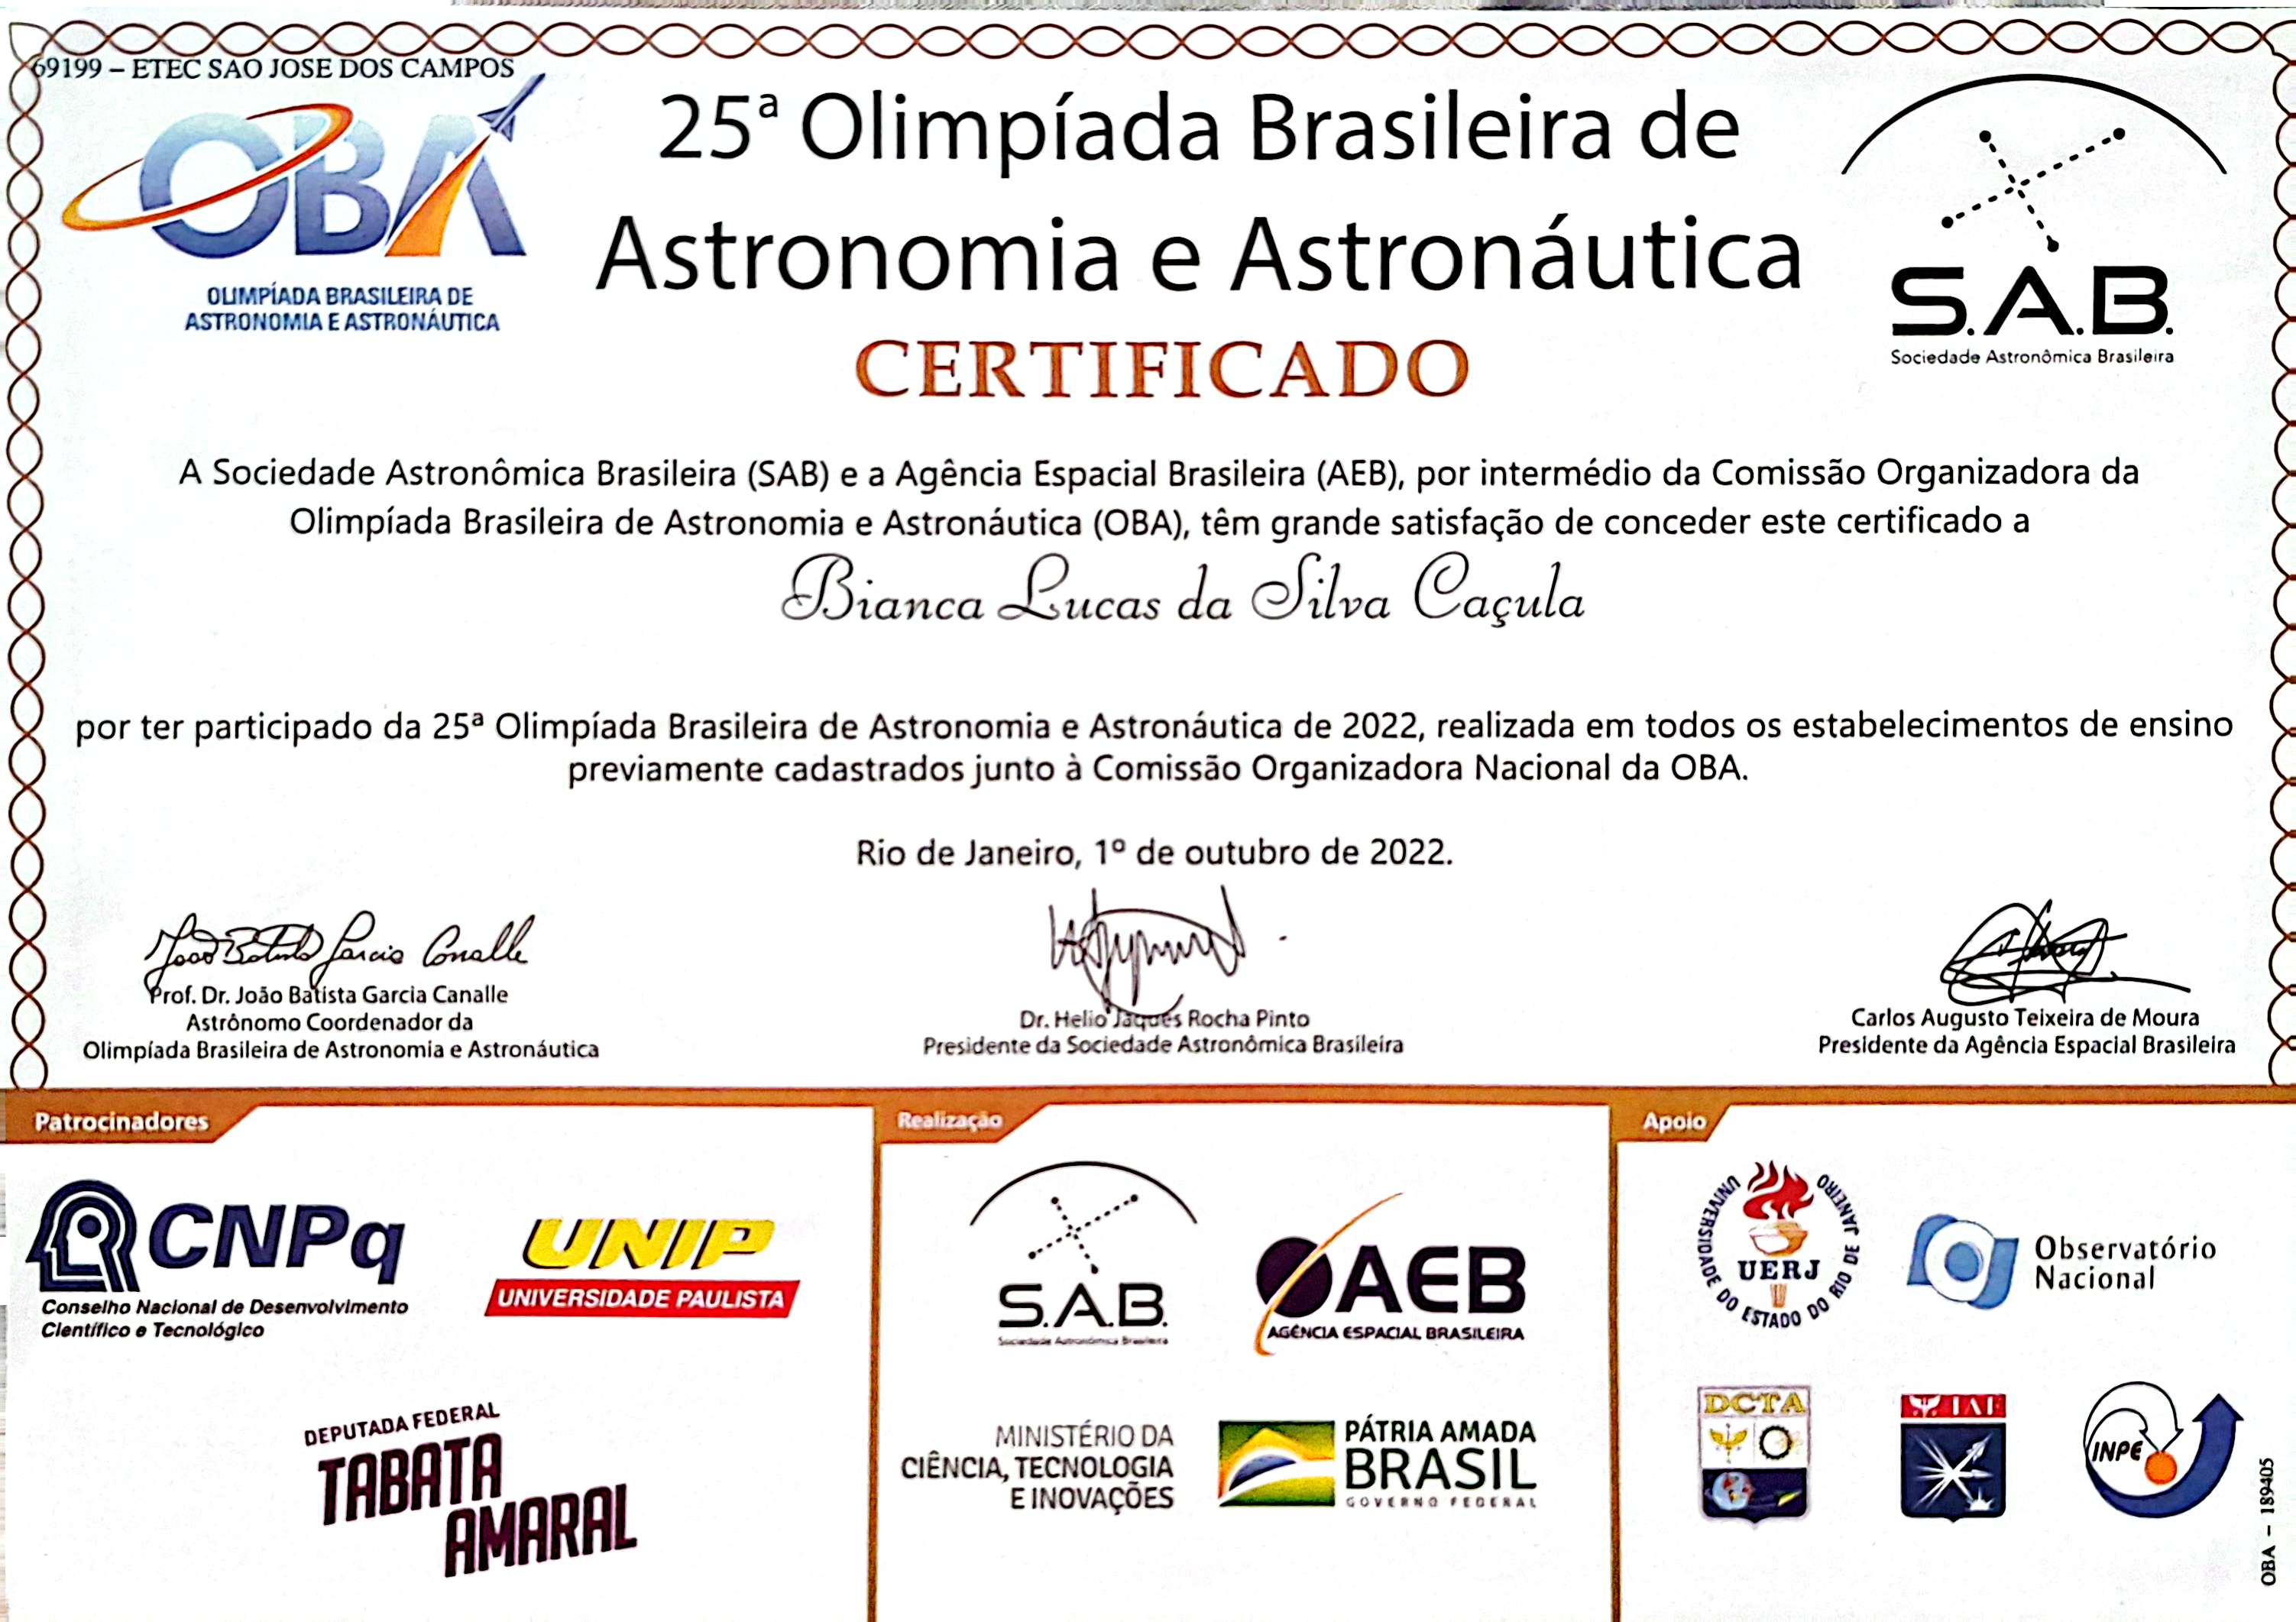 69199 – ETEC SAO JOSE DOS CAMPOS
OBA
OLIMPÍADA BRASILEIRA DE
ASTRONOMIA E ASTRONÁUTICA
25ª Olimpíada Brasileira de
Astronomia e Astronáutica
CERTIFICADO
S.A.B.
Sociedade Astronômica Brasileira
A Sociedade Astronômica Brasileira (SAB) e a Agência Espacial Brasileira (AEB), por intermédio da Comissão Organizadora da
Olimpíada Brasileira de Astronomia e Astronáutica (OBA), têm grande satisfação de conceder este certificado a
Bianca Lucas da Silva Caçula
por ter participado da 25ª Olimpíada Brasileira de Astronomia e Astronáutica de 2022, realizada em todos os estabelecimentos de ensino
previamente cadastrados junto à Comissão Organizadora Nacional da OBA.
Rio de Janeiro, 1º de outubro de 2022.
João Batista Garcia Canalle
Prof. Dr. João Batista Garcia Canalle
Astrônomo Coordenador da
Olimpíada Brasileira de Astronomia e Astronáutica
Dr. Helio Jaques Rocha Pinto
Presidente da Sociedade Astronômica Brasileira
Carlos Augusto Teixeira de Moura
Presidente da Agência Espacial Brasileira
Patrocinadores
CNPq
Conselho Nacional de Desenvolvimento
Científico e Tecnológico
UNIP
UNIVERSIDADE PAULISTA
DEPUTADA FEDERAL
TABATA
AMARAL
Realização
S.A.B.
Sociedade Astronômica Brasileira
AEB
AGÊNCIA ESPACIAL BRASILEIRA
MINISTÉRIO DA
CIÊNCIA, TECNOLOGIA
E INOVAÇÕES
PÁTRIA AMADA
BRASIL
GOVERNO FEDERAL
Apoio
UNIVERSIDADE DO ESTADO DO RIO DE JANEIRO
UERJ
Observatório
Nacional
DCTA
IAE
INPE
OBA – 189405